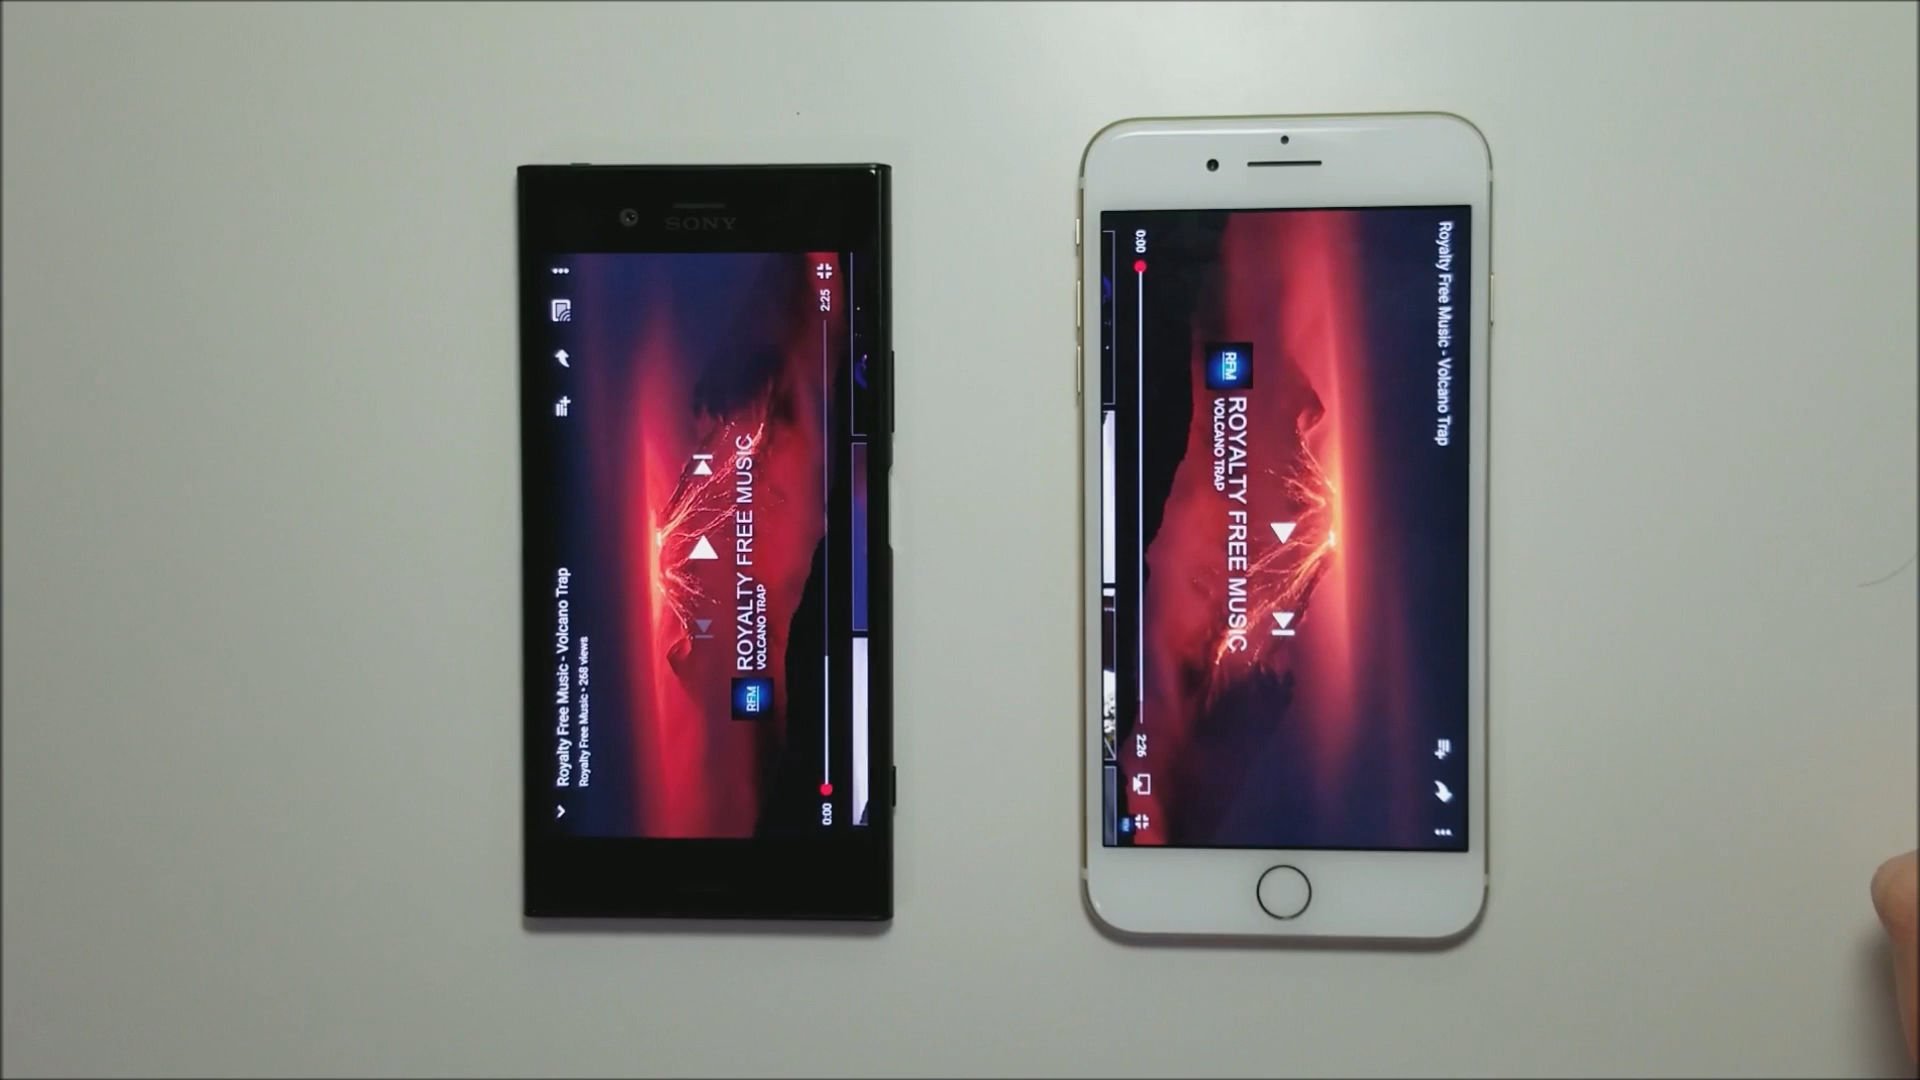 SONY
Royalty Free Music - Volcano Trap
Royalty Free Music • 268 views
ROYALTY FREE MUSIC
VOLCANO TRAP
RFM
0:00
2:25
Royalty Free Music - Volcano Trap
RFM
ROYALTY FREE MUSIC
VOLCANO TRAP
0:00
2:26